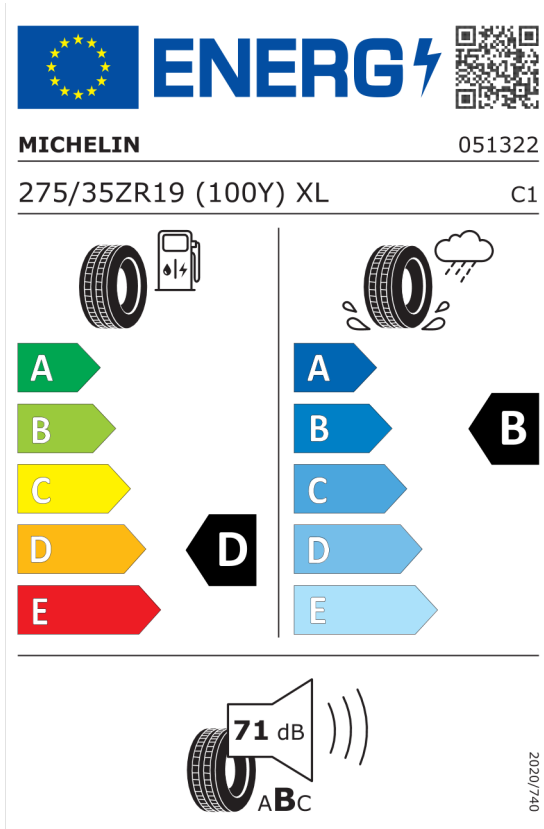 ENERG
MICHELIN 051322
275/35ZR19 (100Y) XL C1
A A
B B B
C C
D D D
E E
71 dB
ABC
2020/740